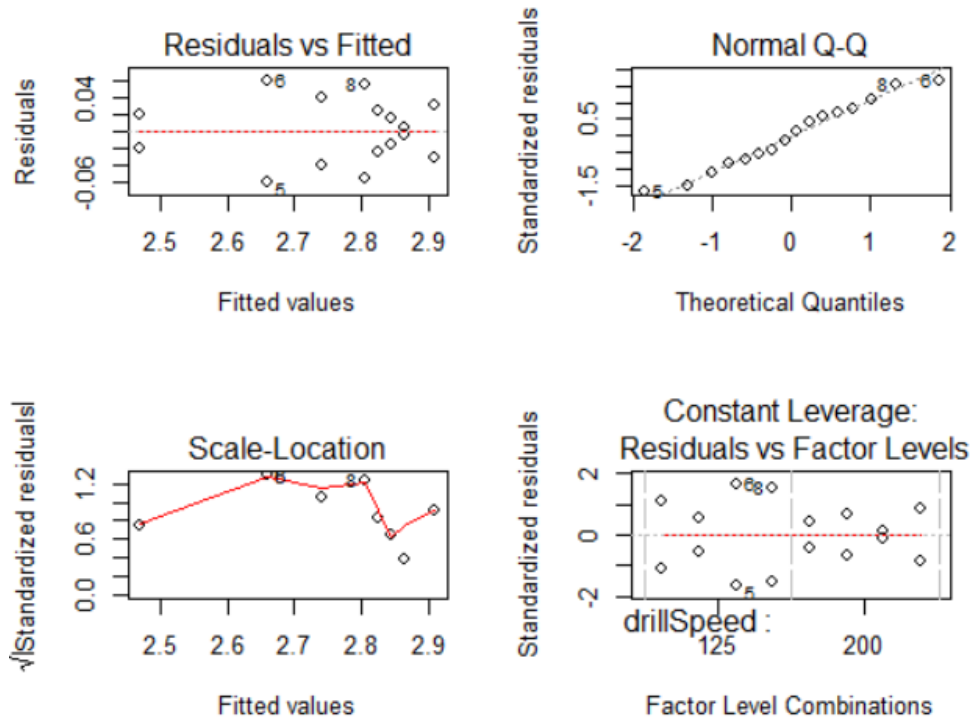 Residuals vs Fitted
Residuals
0.04
-0.06
6
8
5
2.5 2.6 2.7 2.8 2.9
Fitted values
Normal Q-Q
Standardized residuals
0.5
-1.5
8
6
5
-2 -1 0 1 2
Theoretical Quantiles
Scale-Location
√|Standardized residuals|
1.2
0.6
0.0
8
2.5 2.6 2.7 2.8 2.9
Fitted values
Constant Leverage:
Residuals vs Factor Levels
Standardized residuals
2
0
-2
6
8
5
drillSpeed :
125 200
Factor Level Combinations